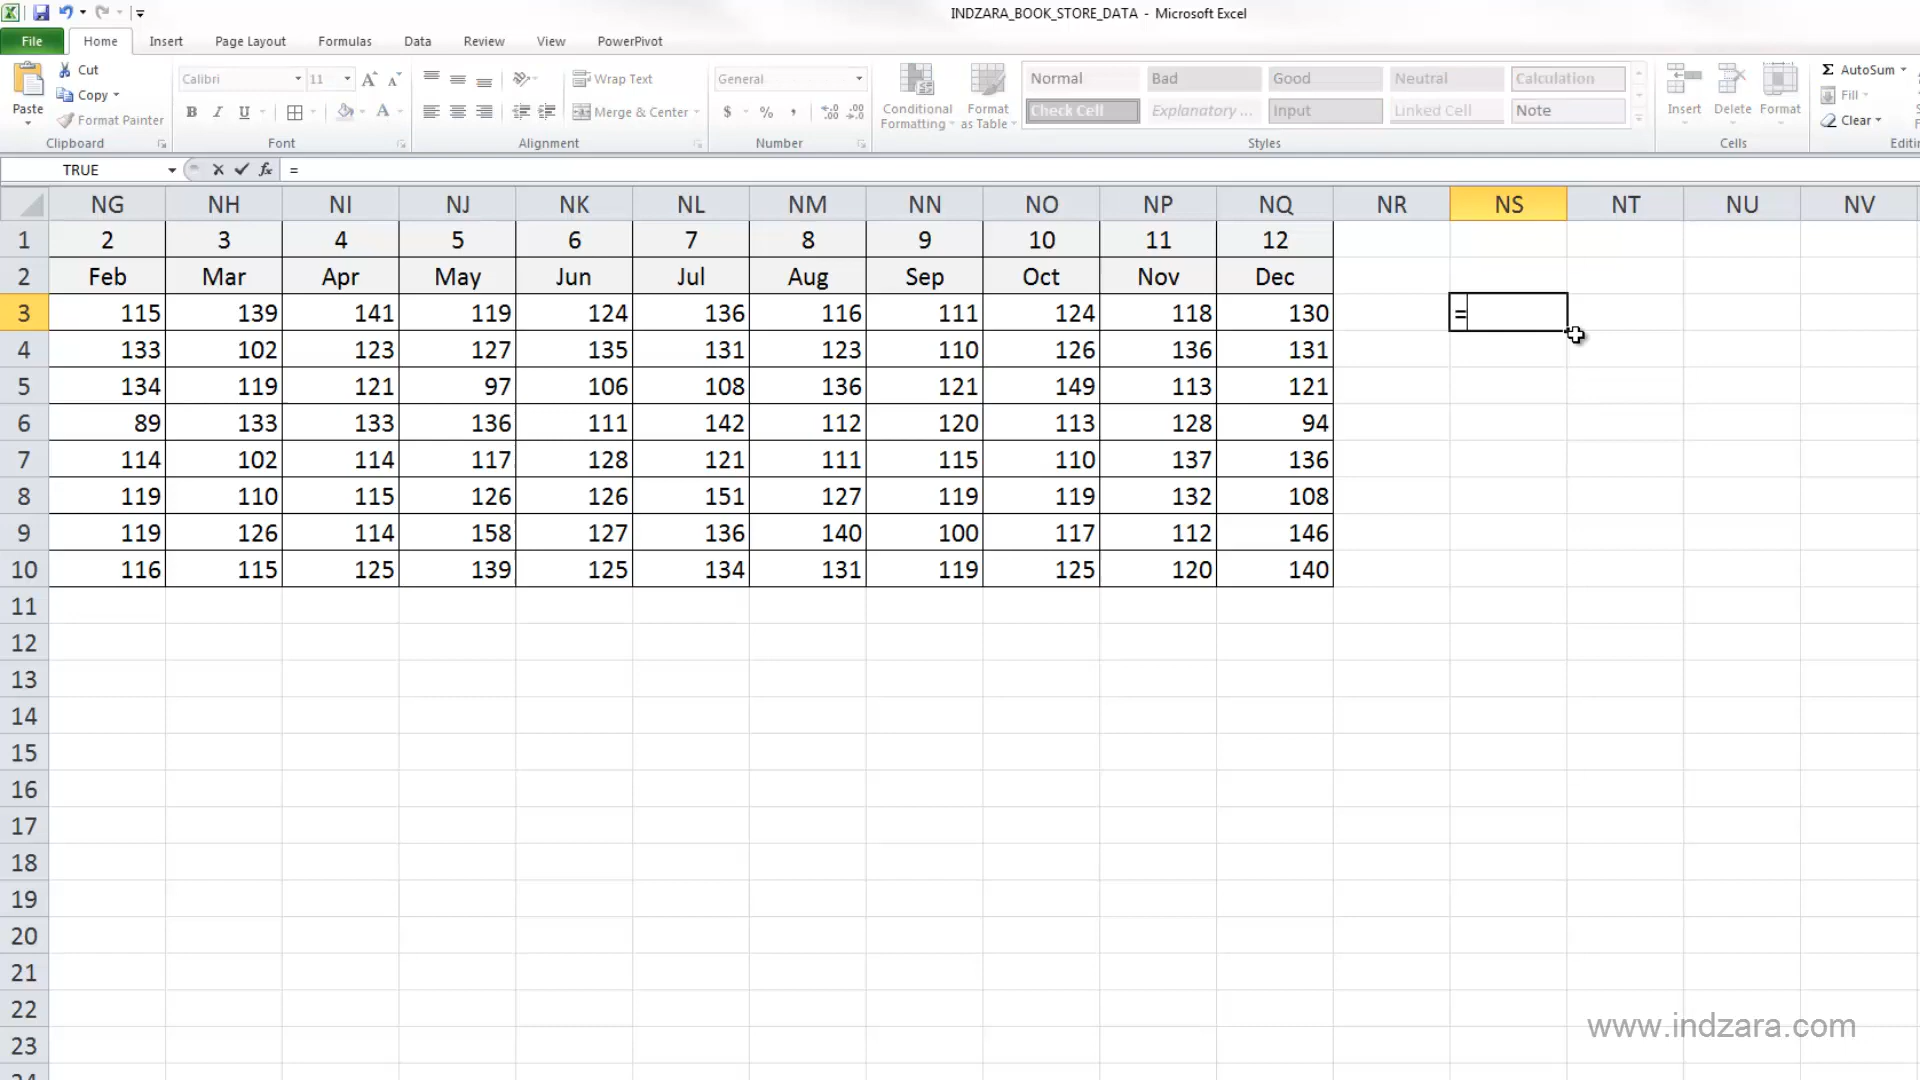 INDZARA_BOOK_STORE_DATA - Microsoft Excel
File Home Insert Page Layout Formulas Data Review View PowerPivot
Paste Cut Copy Format Painter Clipboard
Calibri 11 B I U Font
Wrap Text Merge & Center Alignment
General $ % , Number
Conditional Formatting Format as Table
Normal Bad Good Neutral Calculation
Check Cell Explanatory ... Input Linked Cell Note
Styles
Insert Delete Format Cells
Σ AutoSum Fill Clear
TRUE fx =
NG NH NI NJ NK NL NM NN NO NP NQ NR NS NT NU NV
1 2 3 4 5 6 7 8 9 10 11 12
2 Feb Mar Apr May Jun Jul Aug Sep Oct Nov Dec
3 115 139 141 119 124 136 116 111 124 118 130 =
4 133 102 123 127 135 131 123 110 126 136 131
5 134 119 121 97 106 108 136 121 149 113 121
6 89 133 133 136 111 142 112 120 113 128 94
7 114 102 114 117 128 121 111 115 110 137 136
8 119 110 115 126 126 151 127 119 119 132 108
9 119 126 114 158 127 136 140 100 117 112 146
10 116 115 125 139 125 134 131 119 125 120 140
11
12
13
14
15
16
17
18
19
20
21
22
23
www.indzara.com